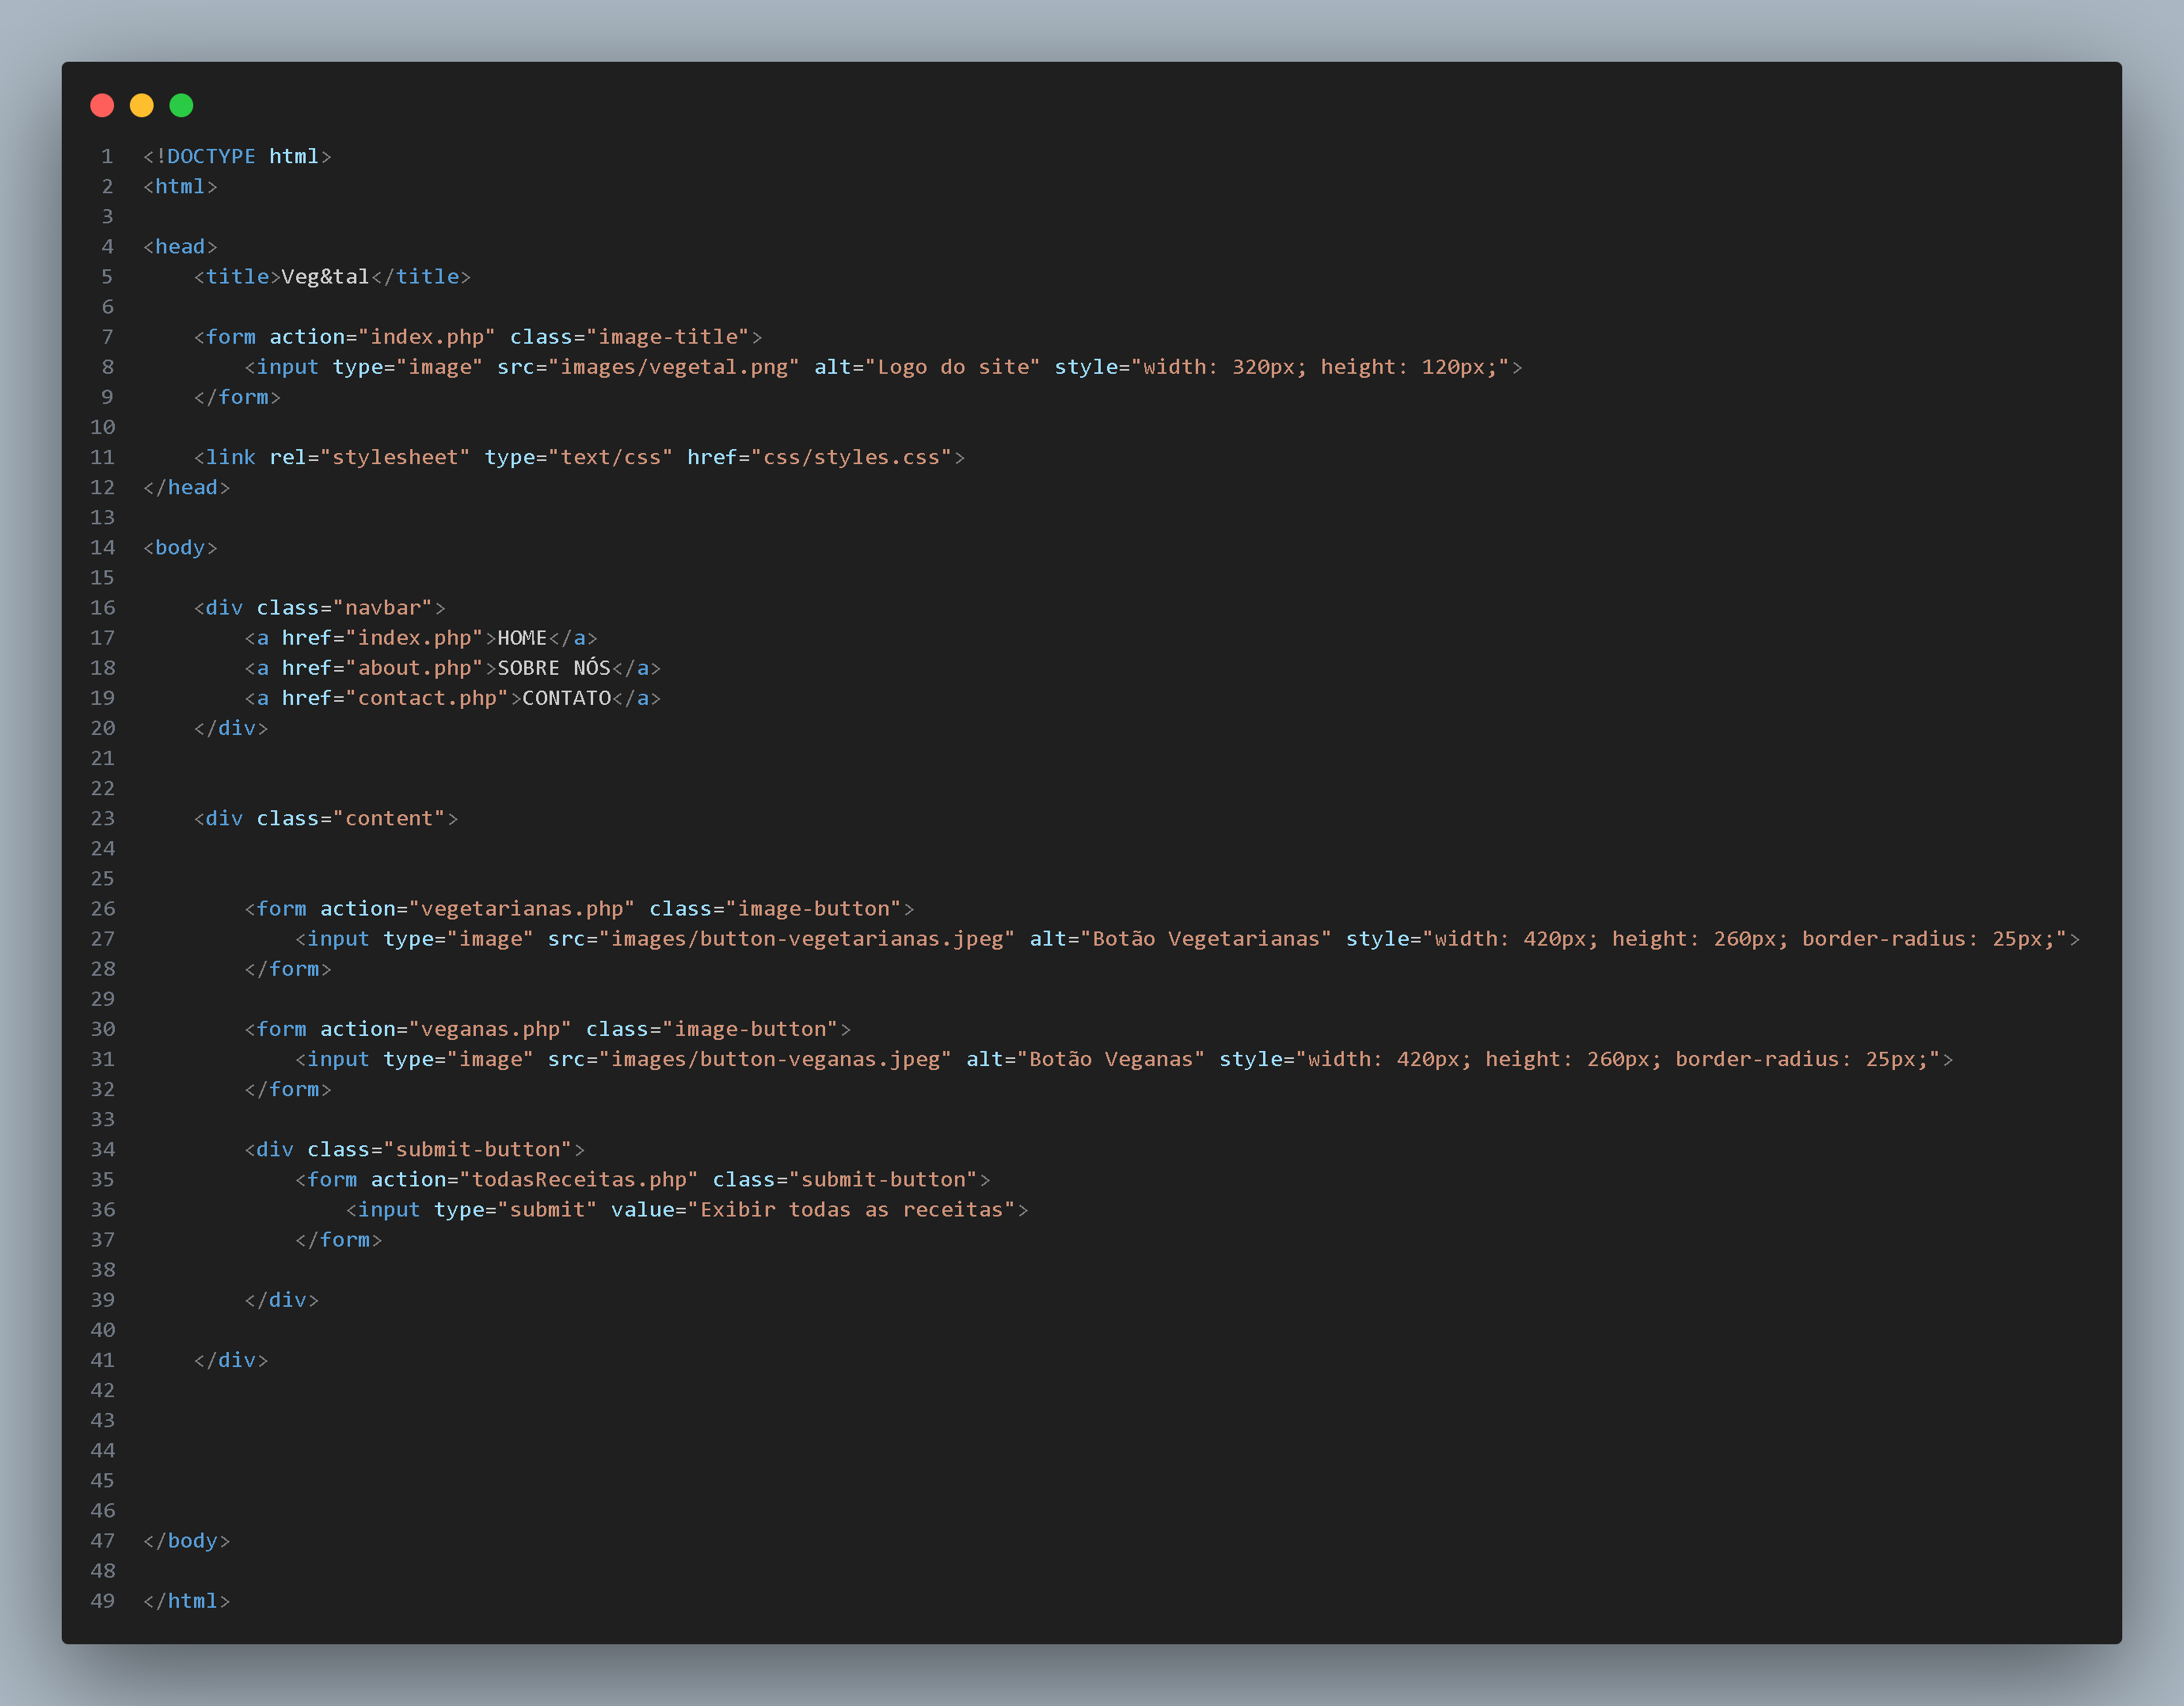 1 <!DOCTYPE html>
2 <html>
3
4 <head>
5     <title>Veg&tal</title>
6
7     <form action="index.php" class="image-title">
8         <input type="image" src="images/vegetal.png" alt="Logo do site" style="width: 320px; height: 120px;">
9     </form>
10
11     <link rel="stylesheet" type="text/css" href="css/styles.css">
12 </head>
13
14 <body>
15
16     <div class="navbar">
17         <a href="index.php">HOME</a>
18         <a href="about.php">SOBRE NÓS</a>
19         <a href="contact.php">CONTATO</a>
20     </div>
21
22
23     <div class="content">
24
25
26         <form action="vegetarianas.php" class="image-button">
27             <input type="image" src="images/button-vegetarianas.jpeg" alt="Botão Vegetarianas" style="width: 420px; height: 260px; border-radius: 25px;">
28         </form>
29
30         <form action="veganas.php" class="image-button">
31             <input type="image" src="images/button-veganas.jpeg" alt="Botão Veganas" style="width: 420px; height: 260px; border-radius: 25px;">
32         </form>
33
34         <div class="submit-button">
35             <form action="todasReceitas.php" class="submit-button">
36                 <input type="submit" value="Exibir todas as receitas">
37             </form>
38
39         </div>
40
41     </div>
42
43
44
45
46
47 </body>
48
49 </html>